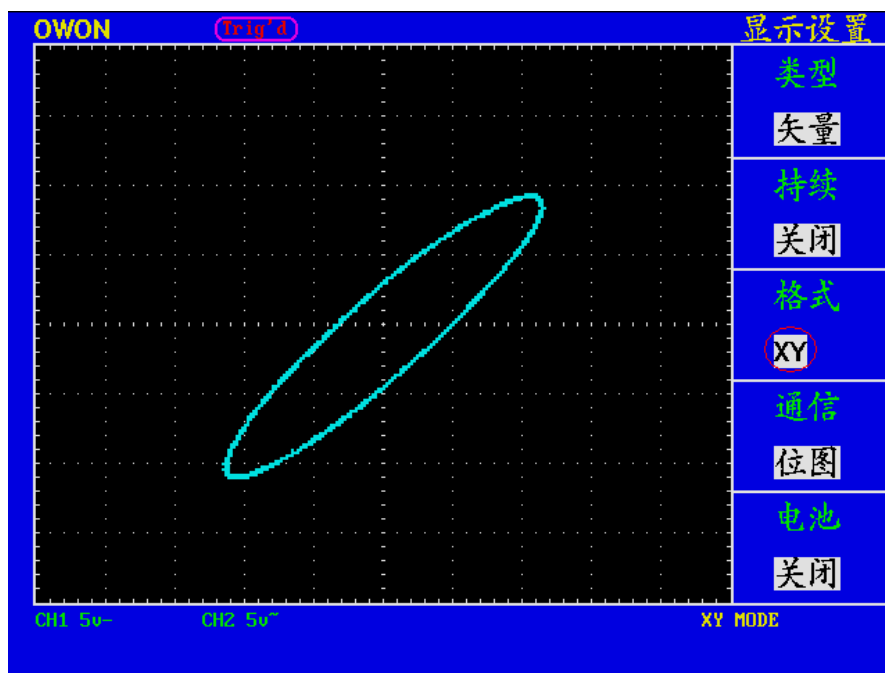 OWON Trig'd 显示设置
类型
矢量
持续
关闭
格式
XY
通信
位图
电池
关闭
CH1 5v- CH2 5v~ XY MODE